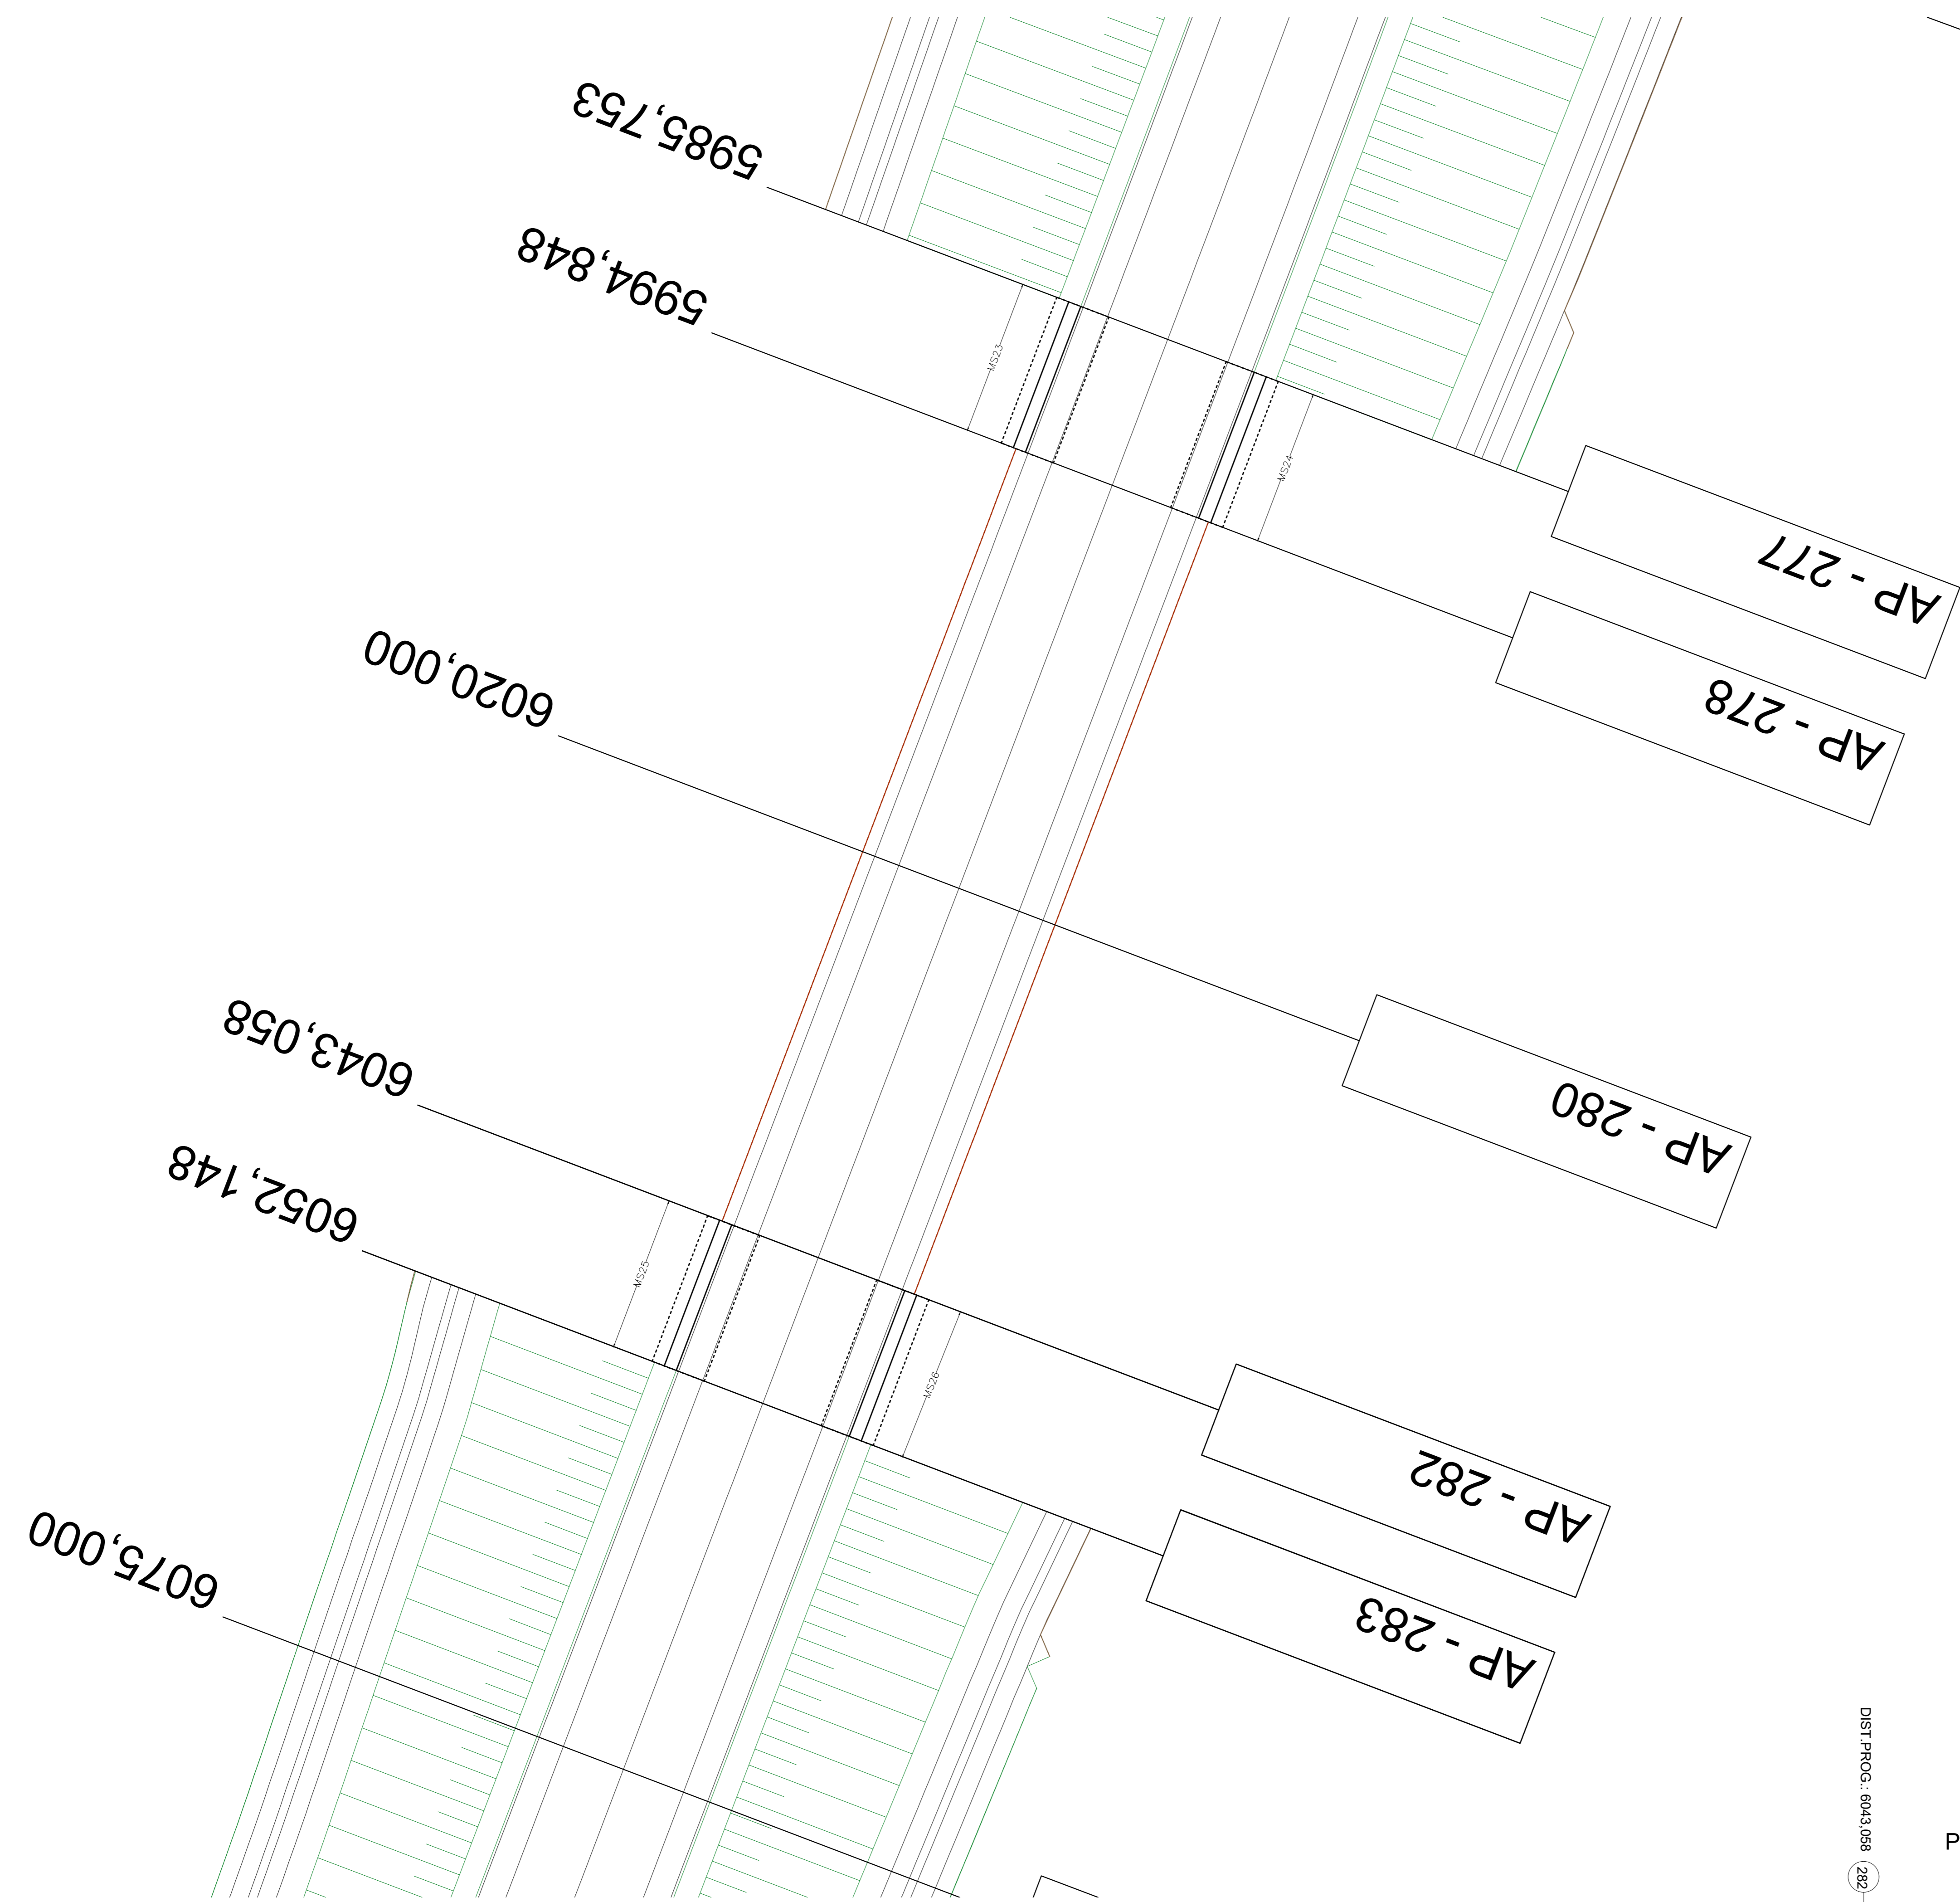 5985,753
5994,848
MS23
MS24
AP - 277
AP - 278
6020,000
AP - 280
6043,058
6052,148
MS25
MS26
AP - 282
AP - 283
6075,000
DIST.PROG.: 6043,058
282
P